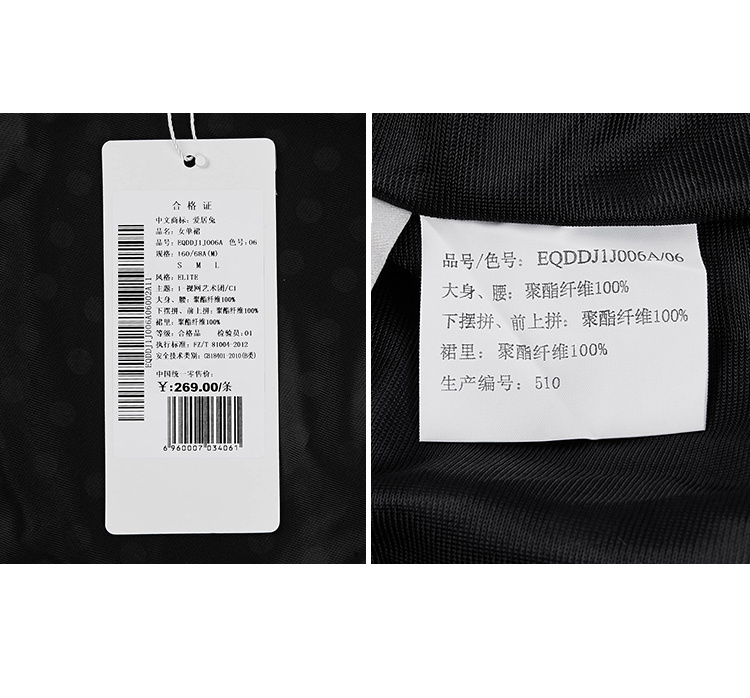 合格证
中文商标：爱居兔
品名：女单裙
品号：EQDDJ1J006A 色号：06
规格：160/68A(M)
S M L
风格：ELITE
主题：1-视网艺术团/C1
大身、腰：聚酯纤维100%
下摆拼、前上拼：聚酯纤维100%
裙里：聚酯纤维100%
等级：合格品 检验员：01
执行标准：FZ/T 81004-2012
安全技术类别：GB18401-2010(B类)
中国统一零售价：
¥：269.00/条
6960007034061
EQDDJ1J006A06002A11
品号/色号：EQDDJ1J006A/06
大身、腰：聚酯纤维100%
下摆拼、前上拼：聚酯纤维100%
裙里：聚酯纤维100%
生产编号：510